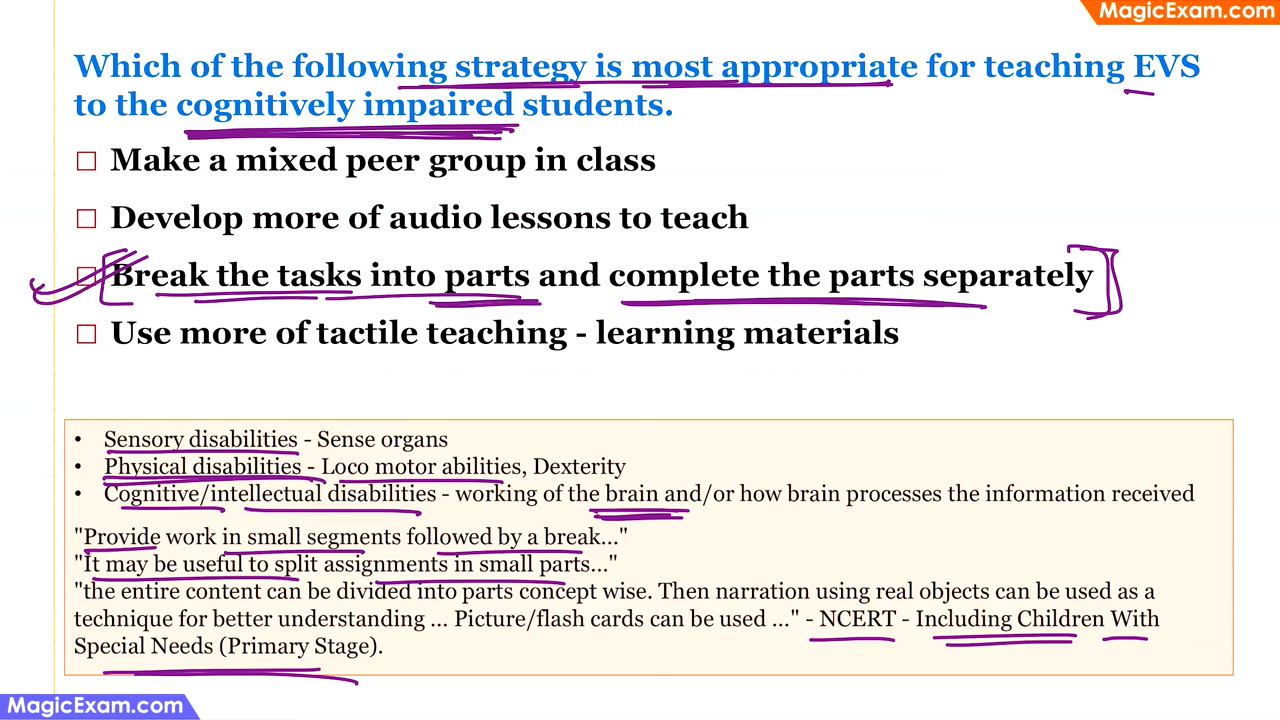 MagicExam.com
Which of the following strategy is most appropriate for teaching EVS
to the cognitively impaired students.
□ Make a mixed peer group in class
□ Develop more of audio lessons to teach
□ Break the tasks into parts and complete the parts separately
□ Use more of tactile teaching - learning materials
• Sensory disabilities - Sense organs
• Physical disabilities - Loco motor abilities, Dexterity
• Cognitive/intellectual disabilities - working of the brain and/or how brain processes the information received
"Provide work in small segments followed by a break..."
"It may be useful to split assignments in small parts..."
"the entire content can be divided into parts concept wise. Then narration using real objects can be used as a
technique for better understanding ... Picture/flash cards can be used ..." - NCERT - Including Children With
Special Needs (Primary Stage).
MagicExam.com